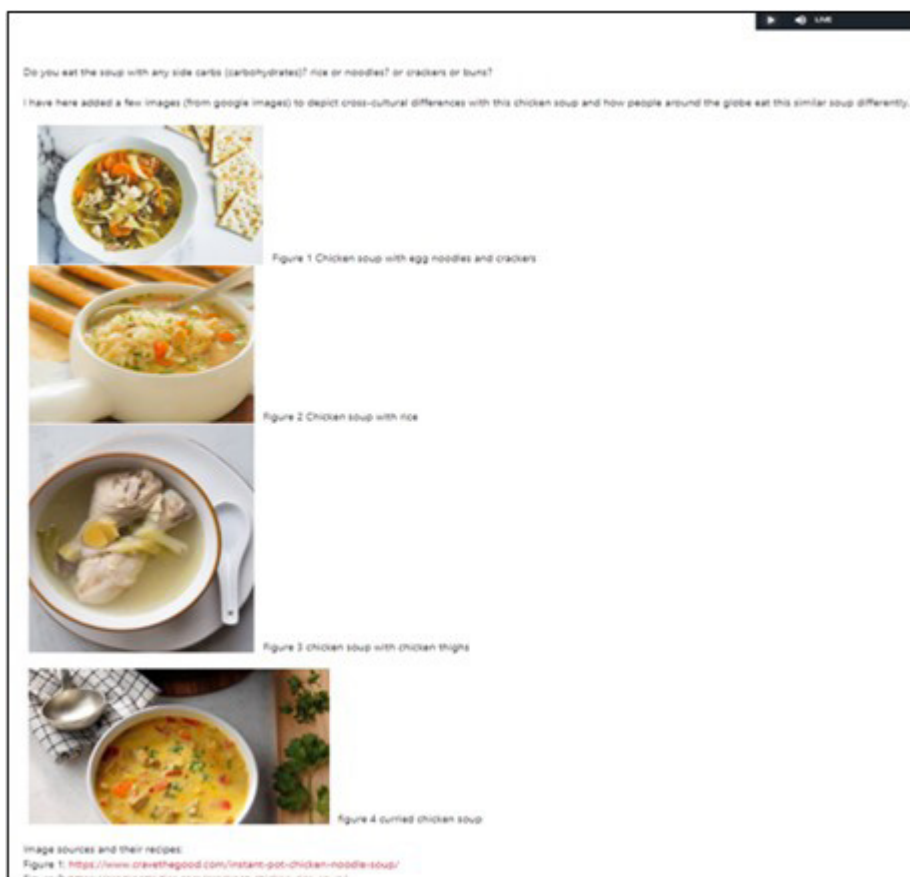 LIVE
Do you eat the soup with any side carbs (carbohydrates)? rice or noodles? or crackers or buns?
I have here added a few images (from google images) to depict cross-cultural differences with this chicken soup and how people around the globe eat this similar soup differently.
Figure 1 Chicken soup with egg noodles and crackers
Figure 2 Chicken soup with rice
Figure 3 chicken soup with chicken thighs
figure 4 curried chicken soup
Image sources and their recipes:
Figure 1: https://www.cravethegood.com/instant-pot-chicken-noodle-soup/